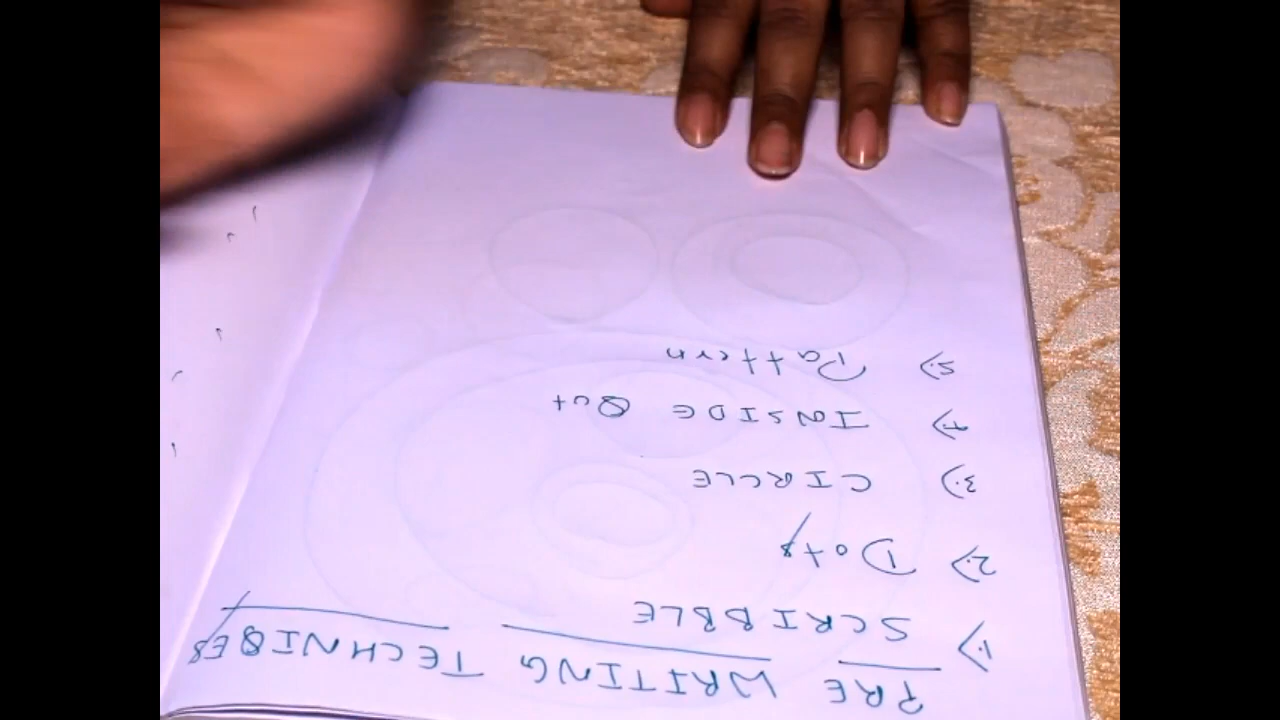 PRE WRITING TECHNIQES
1.) SCRIBBLE
2.) Dots
3.) CIRCLE
4.) INSIDE Out
5.) Pattern